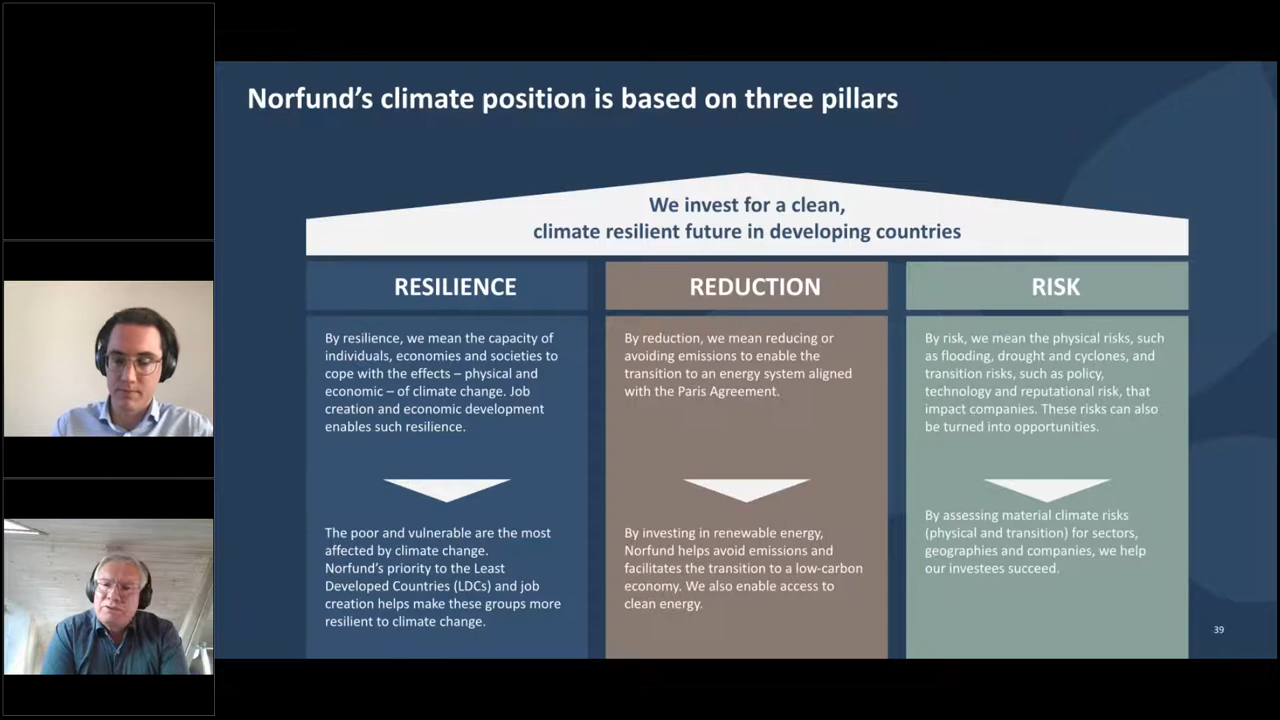 Norfund's climate position is based on three pillars
We invest for a clean,
climate resilient future in developing countries
RESILIENCE
By resilience, we mean the capacity of
individuals, economies and societies to
cope with the effects – physical and
economic – of climate change. Job
creation and economic development
enables such resilience.
The poor and vulnerable are the most
affected by climate change.
Norfund's priority to the Least
Developed Countries (LDCs) and job
creation helps make these groups more
resilient to climate change.
REDUCTION
By reduction, we mean reducing or
avoiding emissions to enable the
transition to an energy system aligned
with the Paris Agreement.
By investing in renewable energy,
Norfund helps avoid emissions and
facilitates the transition to a low-carbon
economy. We also enable access to
clean energy.
RISK
By risk, we mean the physical risks, such
as flooding, drought and cyclones, and
transition risks, such as policy,
technology and reputational risk, that
impact companies. These risks can also
be turned into opportunities.
By assessing material climate risks
(physical and transition) for sectors,
geographies and companies, we help
our investees succeed.
39